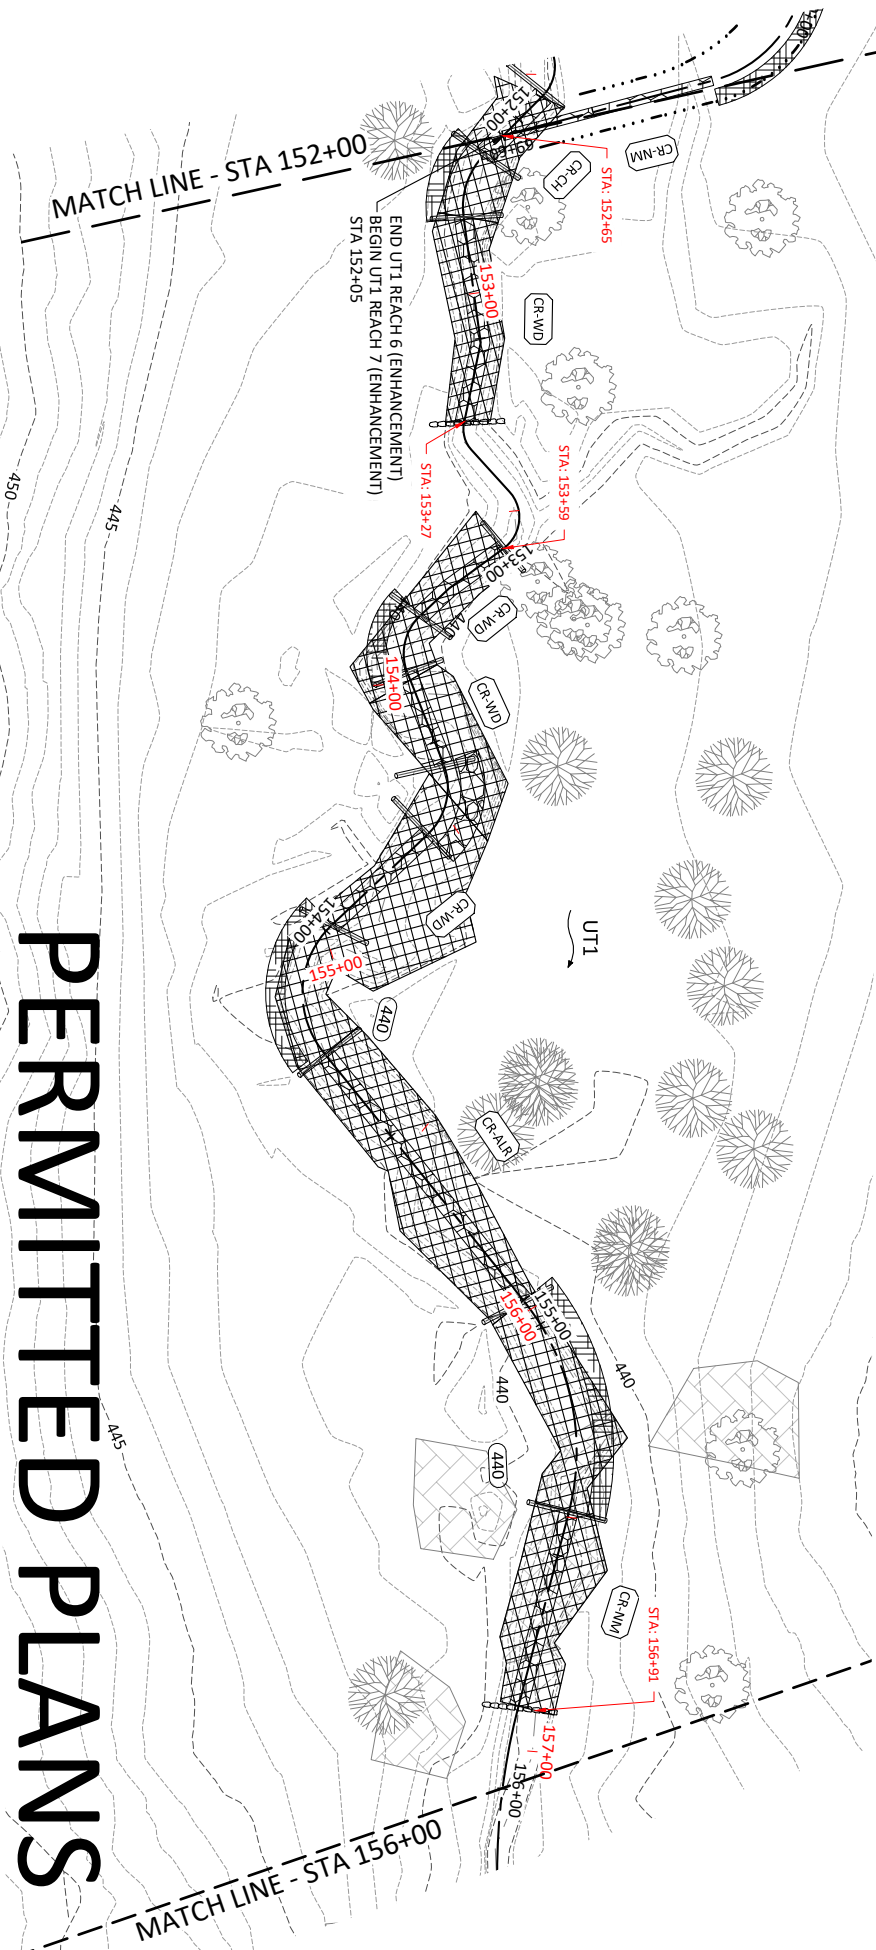 +00
MATCH LINE - STA 152+00
152+00
CR-CH
CR-NM
STA: 152+65
END UT1 REACH 6 (ENHANCEMENT)
BEGIN UT1 REACH 7 (ENHANCEMENT)
STA 152+05
153+00
CR-WD
STA: 153+27
STA: 153+59
153+00
450
445
440
440
CR-WD
154+00
CR-WD
CR-WD
154+00
155+00
UT1
440
CR-ALR
155+00
156+00
440
440
440
445
CR-NM
STA: 156+91
157+00
156+00
MATCH LINE - STA 156+00
PERMITTED PLANS